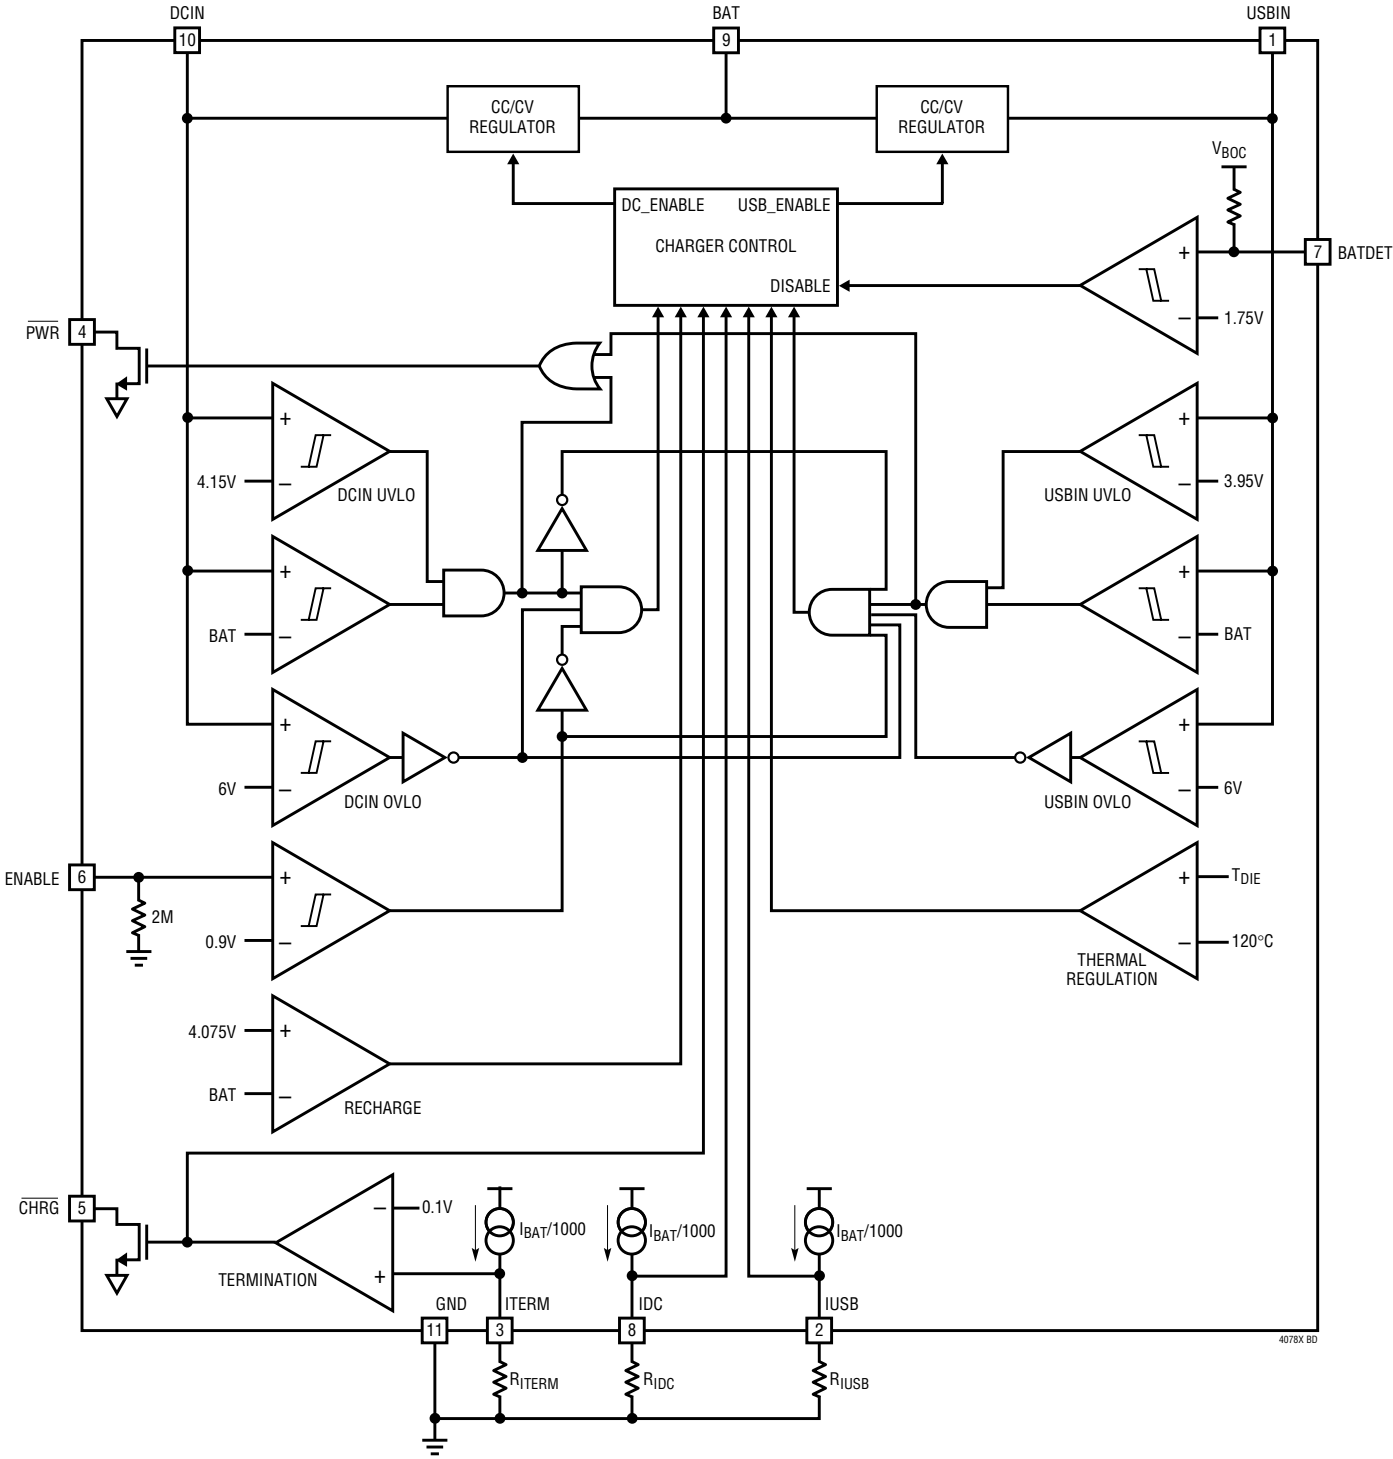 DCIN
BAT
USBIN
10
9
1
CC/CV
REGULATOR
CC/CV
REGULATOR
VBOC
DC_ENABLE
USB_ENABLE
CHARGER CONTROL
DISABLE
+
7
BATDET
–
1.75V
PWR
4
+
4.15V
–
DCIN UVLO
+
–
3.95V
USBIN UVLO
+
BAT
–
+
–
BAT
+
6V
–
DCIN OVLO
+
–
6V
USBIN OVLO
ENABLE
6
+
2M
0.9V
–
+
TDIE
–
120°C
THERMAL
REGULATION
4.075V
+
BAT
–
RECHARGE
CHRG
5
–
0.1V
+
TERMINATION
IBAT/1000
IBAT/1000
IBAT/1000
GND
ITERM
IDC
IUSB
11
3
8
2
4078X BD
RITERM
RIDC
RIUSB